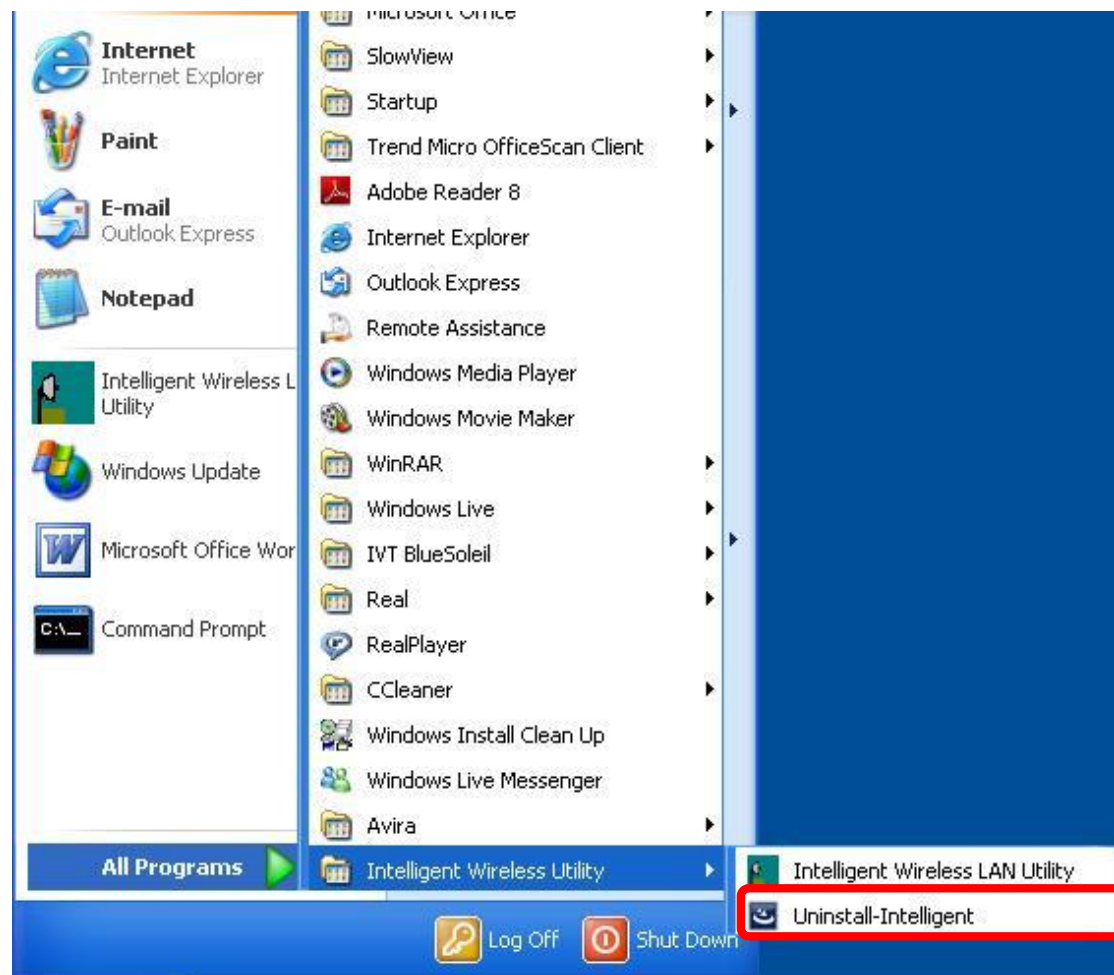 Internet
Internet Explorer
Paint
E-mail
Outlook Express
Notepad
Intelligent Wireless L
Utility
Windows Update
Microsoft Office Wor
C:\_
Command Prompt
All Programs
Microsoft Office
SlowView
Startup
Trend Micro OfficeScan Client
Adobe Reader 8
Internet Explorer
Outlook Express
Remote Assistance
Windows Media Player
Windows Movie Maker
WinRAR
Windows Live
IVT BlueSoleil
Real
RealPlayer
CCleaner
Windows Install Clean Up
Windows Live Messenger
Avira
Intelligent Wireless Utility
Intelligent Wireless LAN Utility
Uninstall-Intelligent
Log Off
Shut Down